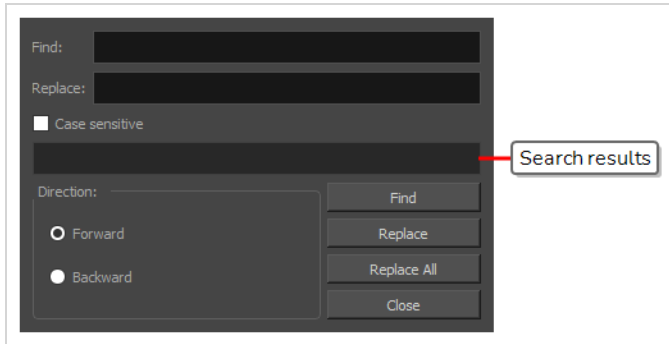 Find:
Replace:
Case sensitive
Search results
Direction:
Find
Forward
Replace
Backward
Replace All
Close